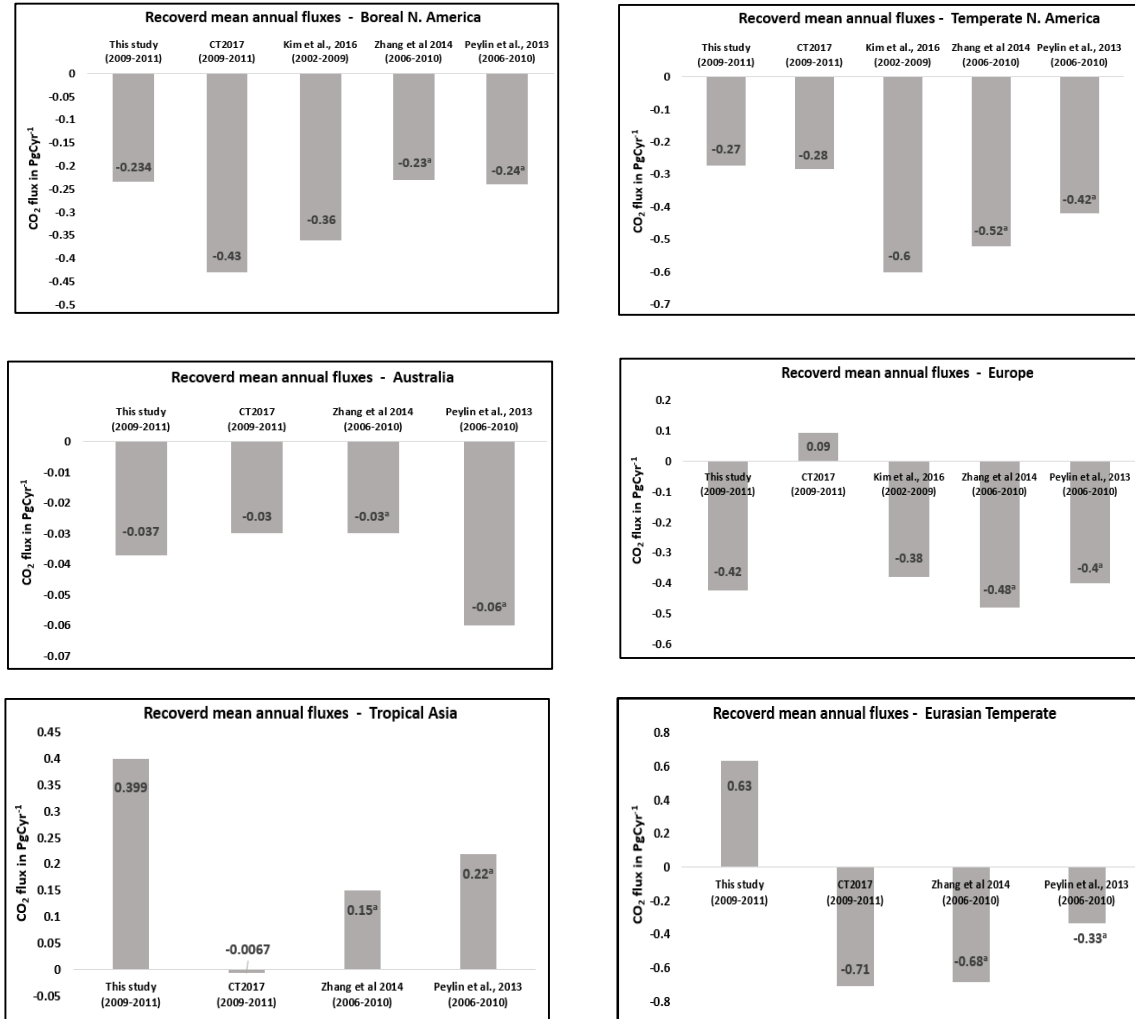 Recoverd mean annual fluxes - Boreal N. America
This study CT2017 Kim et al., 2016 Zhang et al 2014 Peylin et al., 2013
(2009-2011) (2009-2011) (2002-2009) (2006-2010) (2006-2010)
CO₂ flux in PgCyr⁻¹
0
-0.05
-0.1
-0.15
-0.2
-0.25
-0.3
-0.35
-0.4
-0.45
-0.5
-0.234
-0.43
-0.36
-0.23ᵃ
-0.24ᵃ
Recoverd mean annual fluxes - Temperate N. America
This study CT2017 Kim et al., 2016 Zhang et al 2014 Peylin et al., 2013
(2009-2011) (2009-2011) (2002-2009) (2006-2010) (2006-2010)
CO₂ flux in PgCyr⁻¹
0
-0.1
-0.2
-0.3
-0.4
-0.5
-0.6
-0.7
-0.27
-0.28
-0.6
-0.52ᵃ
-0.42ᵃ
Recoverd mean annual fluxes - Australia
This study CT2017 Zhang et al 2014 Peylin et al., 2013
(2009-2011) (2009-2011) (2006-2010) (2006-2010)
CO₂ flux in PgCyr⁻¹
0
-0.01
-0.02
-0.03
-0.04
-0.05
-0.06
-0.07
-0.037
-0.03
-0.03ᵃ
-0.06ᵃ
Recoverd mean annual fluxes - Europe
CO₂ flux in PgCyr⁻¹
0.2
0.1
0
-0.1
-0.2
-0.3
-0.4
-0.5
-0.6
0.09
This study CT2017 Kim et al., 2016 Zhang et al 2014 Peylin et al., 2013
(2009-2011) (2009-2011) (2002-2009) (2006-2010) (2006-2010)
-0.42
-0.38
-0.48ᵃ
-0.4ᵃ
Recoverd mean annual fluxes - Tropical Asia
CO₂ flux in PgCyr⁻¹
0.45
0.4
0.35
0.3
0.25
0.2
0.15
0.1
0.05
0
-0.05
0.399
-0.0067
0.15ᵃ
0.22ᵃ
This study CT2017 Zhang et al 2014 Peylin et al., 2013
(2009-2011) (2009-2011) (2006-2010) (2006-2010)
Recoverd mean annual fluxes - Eurasian Temperate
CO₂ flux in PgCyr⁻¹
0.8
0.6
0.4
0.2
0
-0.2
-0.4
-0.6
-0.8
0.63
This study CT2017 Zhang et al 2014 Peylin et al., 2013
(2009-2011) (2009-2011) (2006-2010) (2006-2010)
-0.71
-0.68ᵃ
-0.33ᵃ